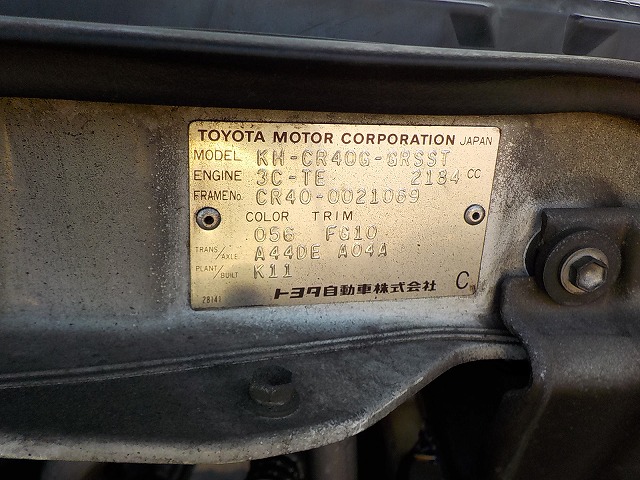 TOYOTA MOTOR CORPORATION JAPAN
MODEL KH-CR40G-GRSST
ENGINE 3C-TE 2184 CC
FRAME No. CR40-0021069
COLOR TRIM
056 FG10
TRANS/AXLE A44DE A04A
PLANT/BUILT K11
28141 トヨタ自動車株式会社 C